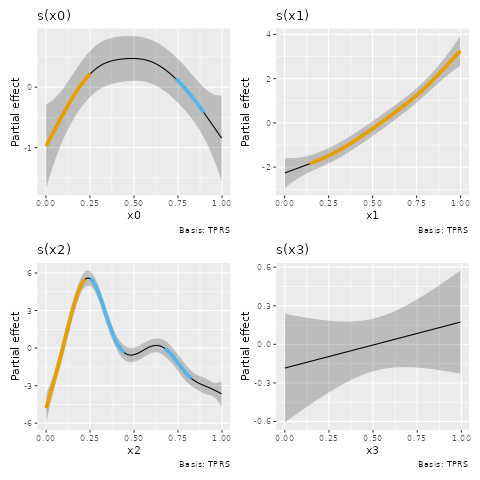 s(x0)
Partial effect
0
-1
0.00 0.25 0.50 0.75 1.00
x0
Basis: TPRS
s(x1)
Partial effect
4
2
0
-2
0.00 0.25 0.50 0.75 1.00
x1
Basis: TPRS
s(x2)
Partial effect
6
3
0
-3
-6
0.00 0.25 0.50 0.75 1.00
x2
Basis: TPRS
s(x3)
Partial effect
0.6
0.3
0.0
-0.3
-0.6
0.00 0.25 0.50 0.75 1.00
x3
Basis: TPRS